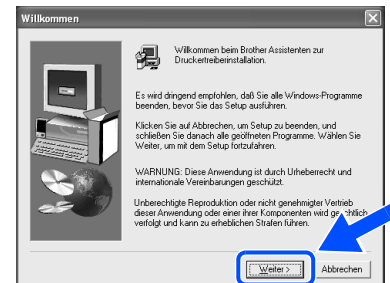 Willkommen
Willkommen beim Brother Assistenten zur
Druckertreiberinstallation.
Es wird dringend empfohlen, daß Sie alle Windows-Programme
beenden, bevor Sie das Setup ausführen.
Klicken Sie auf Abbrechen, um Setup zu beenden, und
schließen Sie danach alle geöffneten Programme. Wählen Sie
Weiter, um mit dem Setup fortzufahren.
WARNUNG: Diese Anwendung ist durch Urheberrecht und
internationale Vereinbarungen geschützt.
Unberechtigte Reproduktion oder nicht genehmigter Vertrieb
dieser Anwendung oder einer ihrer Komponenten wird gerichtlich
verfolgt und kann zu erheblichen Strafen führen.
Weiter >
Abbrechen